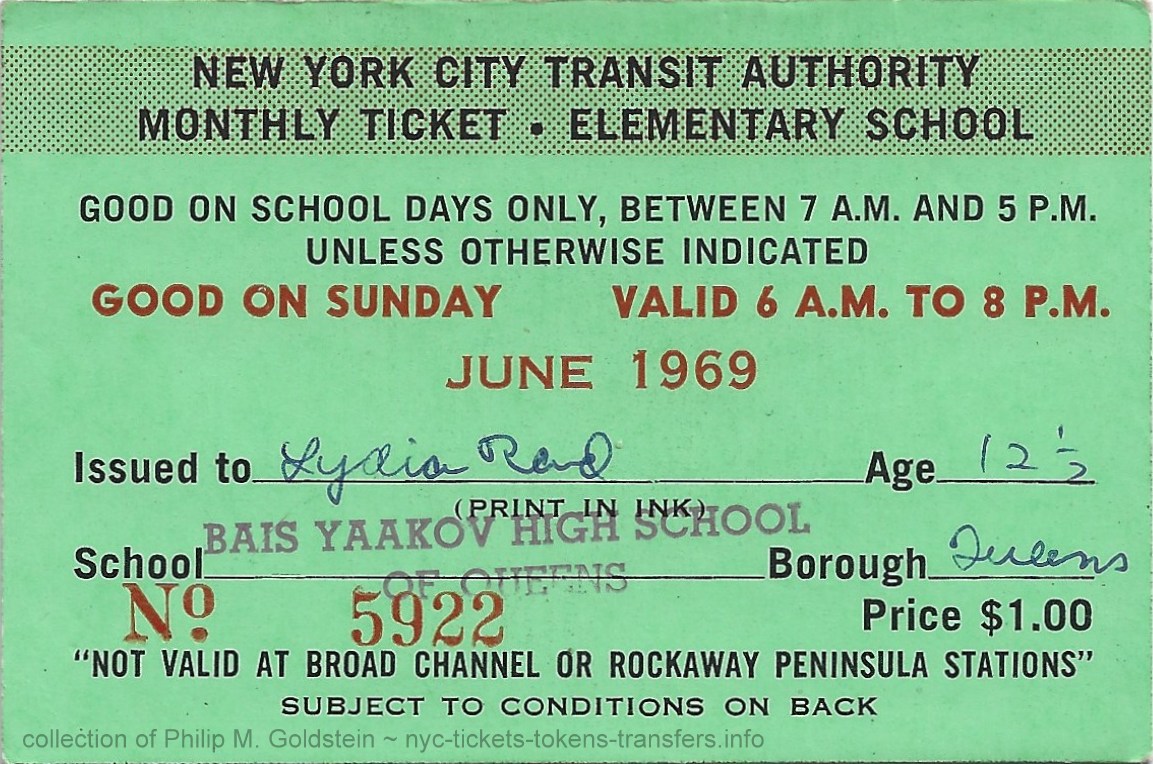 NEW YORK CITY TRANSIT AUTHORITY
MONTHLY TICKET • ELEMENTARY SCHOOL
GOOD ON SCHOOL DAYS ONLY, BETWEEN 7 A.M. AND 5 P.M.
UNLESS OTHERWISE INDICATED
GOOD ON SUNDAY VALID 6 A.M. TO 8 P.M.
JUNE 1969
Issued to Lydia Rand Age 12 1/2
(PRINT IN INK)
BAIS YAAKOV HIGH SCHOOL
School Borough Queens
OF QUEENS
Nº 5922 Price $1.00
"NOT VALID AT BROAD CHANNEL OR ROCKAWAY PENINSULA STATIONS"
SUBJECT TO CONDITIONS ON BACK
collection of Philip M. Goldstein ~ nyc-tickets-tokens-transfers.info